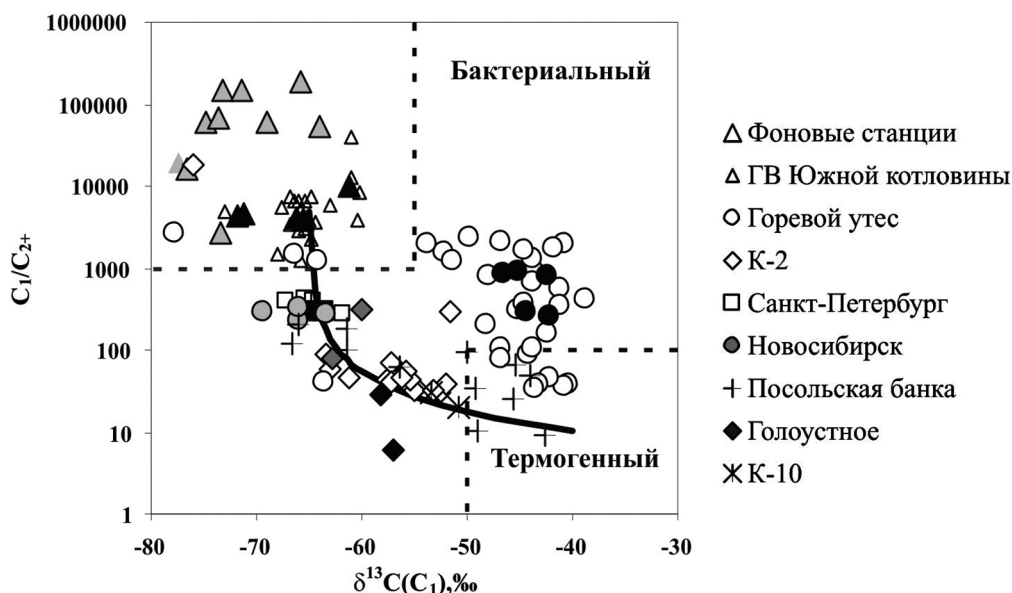 1000000
100000
10000
1000
100
10
1
C₁/C₂₊
-80
-70
-60
-50
-40
-30
δ¹³C(C₁),‰
Бактериальный
Термогенный
Фоновые станции
ГВ Южной котловины
Горевой утес
К-2
Санкт-Петербург
Новосибирск
Посольская банка
Голоустное
К-10